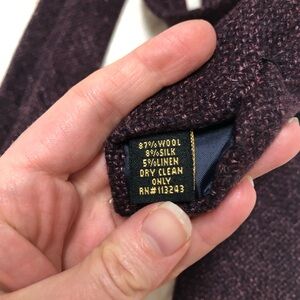 87%WOOL
8%SILK
5%LINEN
DRY CLEAN
ONLY
RN#113243